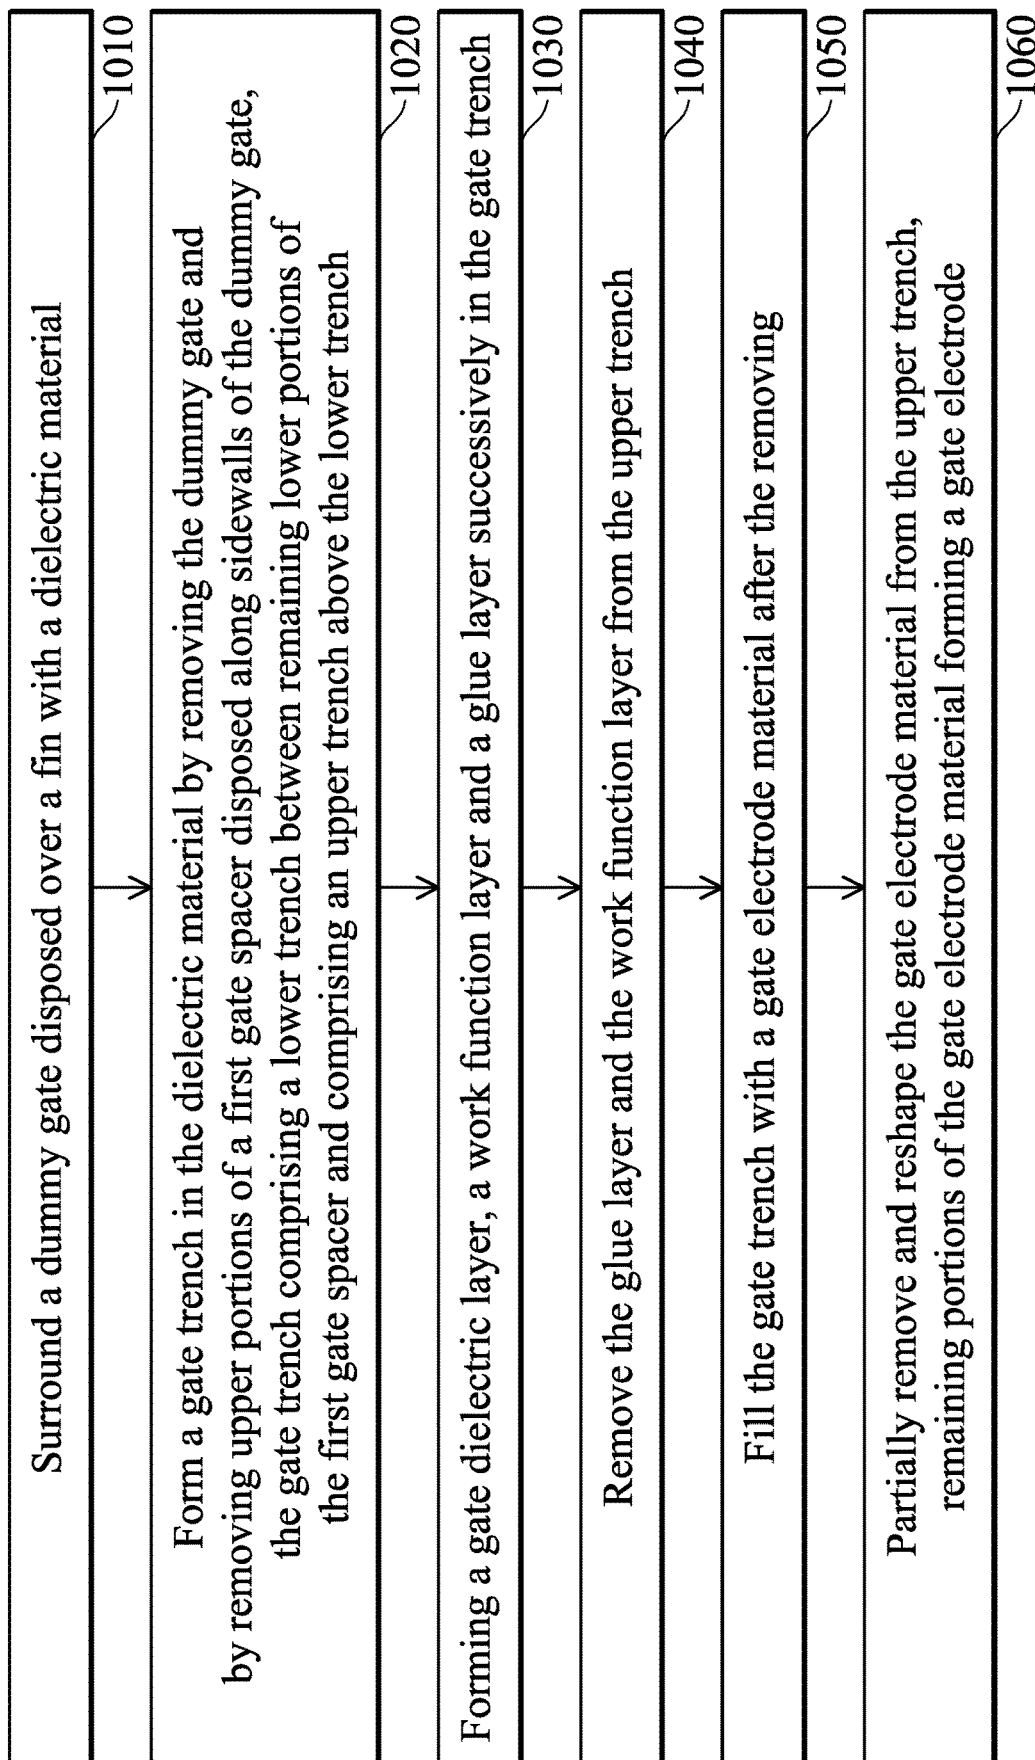 Surround a dummy gate disposed over a fin with a dielectric material
1010
Form a gate trench in the dielectric material by removing the dummy gate and
by removing upper portions of a first gate spacer disposed along sidewalls of the dummy gate,
the gate trench comprising a lower trench between remaining lower portions of
the first gate spacer and comprising an upper trench above the lower trench
1020
Forming a gate dielectric layer, a work function layer and a glue layer successively in the gate trench
1030
Remove the glue layer and the work function layer from the upper trench
1040
Fill the gate trench with a gate electrode material after the removing
1050
Partially remove and reshape the gate electrode material from the upper trench,
remaining portions of the gate electrode material forming a gate electrode
1060